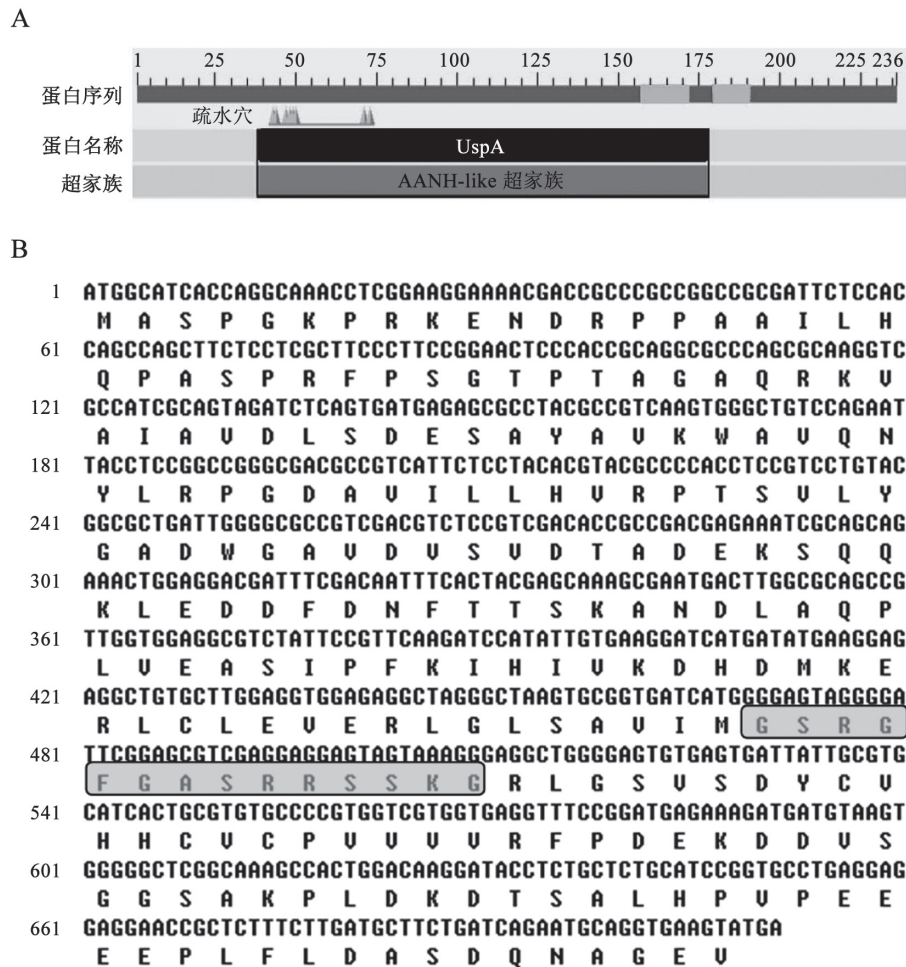 A
1 25 50 75 100 125 150 175 200 225 236
蛋白序列
疏水穴
蛋白名称 UspA
超家族 AANH-like 超家族
B
1 ATGGCATCACCAGGCAAACCTCGGAAGGAAAACGACCGCCCGCCGGCCGCGATTCTCCAC
M A S P G K P R K E N D R P P A A I L H
61 CAGCCAGCTTCTCCTCGCTTCCCTTCCGGAACTCCCACCGCAGGCGCCCAGCGCAAGGTC
Q P A S P R F P S G T P T A G A Q R K V
121 GCCATCGCAGTAGATCTCAGTGATGAGAGCGCCTACGCCGTCAAGTGGGCTGTCCAGAAT
A I A V D L S D E S A Y A V K W A V Q N
181 TACCTCCGGCCGGGCGACGCCGTCATTCTCCTACACGTACGCCCCACCTCCGTCCTGTAC
Y L R P G D A V I L L H V R P T S V L Y
241 GGCGCTGATTGGGGCGCCGTCGACGTCTCCGTCGACACCGCCGACGAGAAATCGCAGCAG
G A D W G A V D V S V D T A D E K S Q Q
301 AAACTGGAGGACGATTTCGACAATTTCACTACGAGCAAAGCGAATGACTTGGCGCAGCCG
K L E D D F D N F T T S K A N D L A Q P
361 TTGGTGGAGGCGTCTATTCCGTTCAAGATCCATATTGTGAAGGATCATGATATGAAGGAG
L V E A S I P F K I H I V K D H D M K E
421 AGGCTGTGCTTGGAGGTGGAGAGGCTAGGGCTAAGTGCGGTGATCATGGGGAGTAGGGGA
R L C L E V E R L G L S A V I M G S R G
481 TTCGGAGCGTCGAGGAGGAGTAGTAAAGGGAGGCTGGGGAGTGTGAGTGATTATTGCGTG
F G A S R R S S K G R L G S V S D Y C V
541 CATCACTGCGTGTGCCCCGTGGTCGTGGTGAGGTTTCCGGATGAGAAAGATGATGTAAGT
H H C V C P V V V V R F P D E K D D V S
601 GGGGGCTCGGCAAAGCCACTGGACAAGGATACCTCTGCTCTGCATCCGGTGCCTGAGGAG
G G S A K P L D K D T S A L H P V P E E
661 GAGGAACCGCTCTTTCTTGATGCTTCTGATCAGAATGCAGGTGAAGTATGA
E E P L F L D A S D Q N A G E V